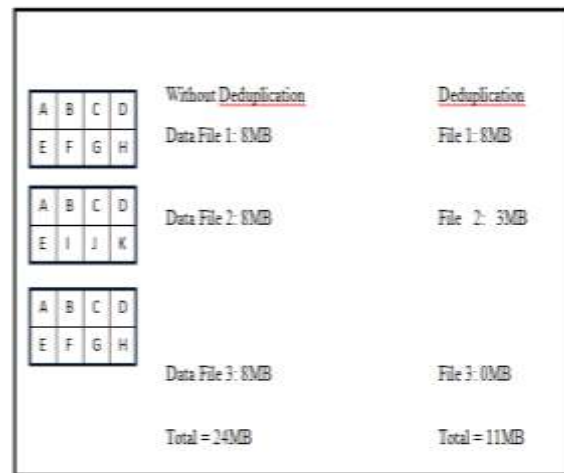 Without Deduplication Deduplication
A B C D
Data File 1: 8MB File 1: 8MB
E F G H
A B C D
Data File 2: 8MB File 2: 3MB
E I J K
A B C D
E F G H
Data File 3: 8MB File 3: 0MB
Total = 24MB Total = 11MB